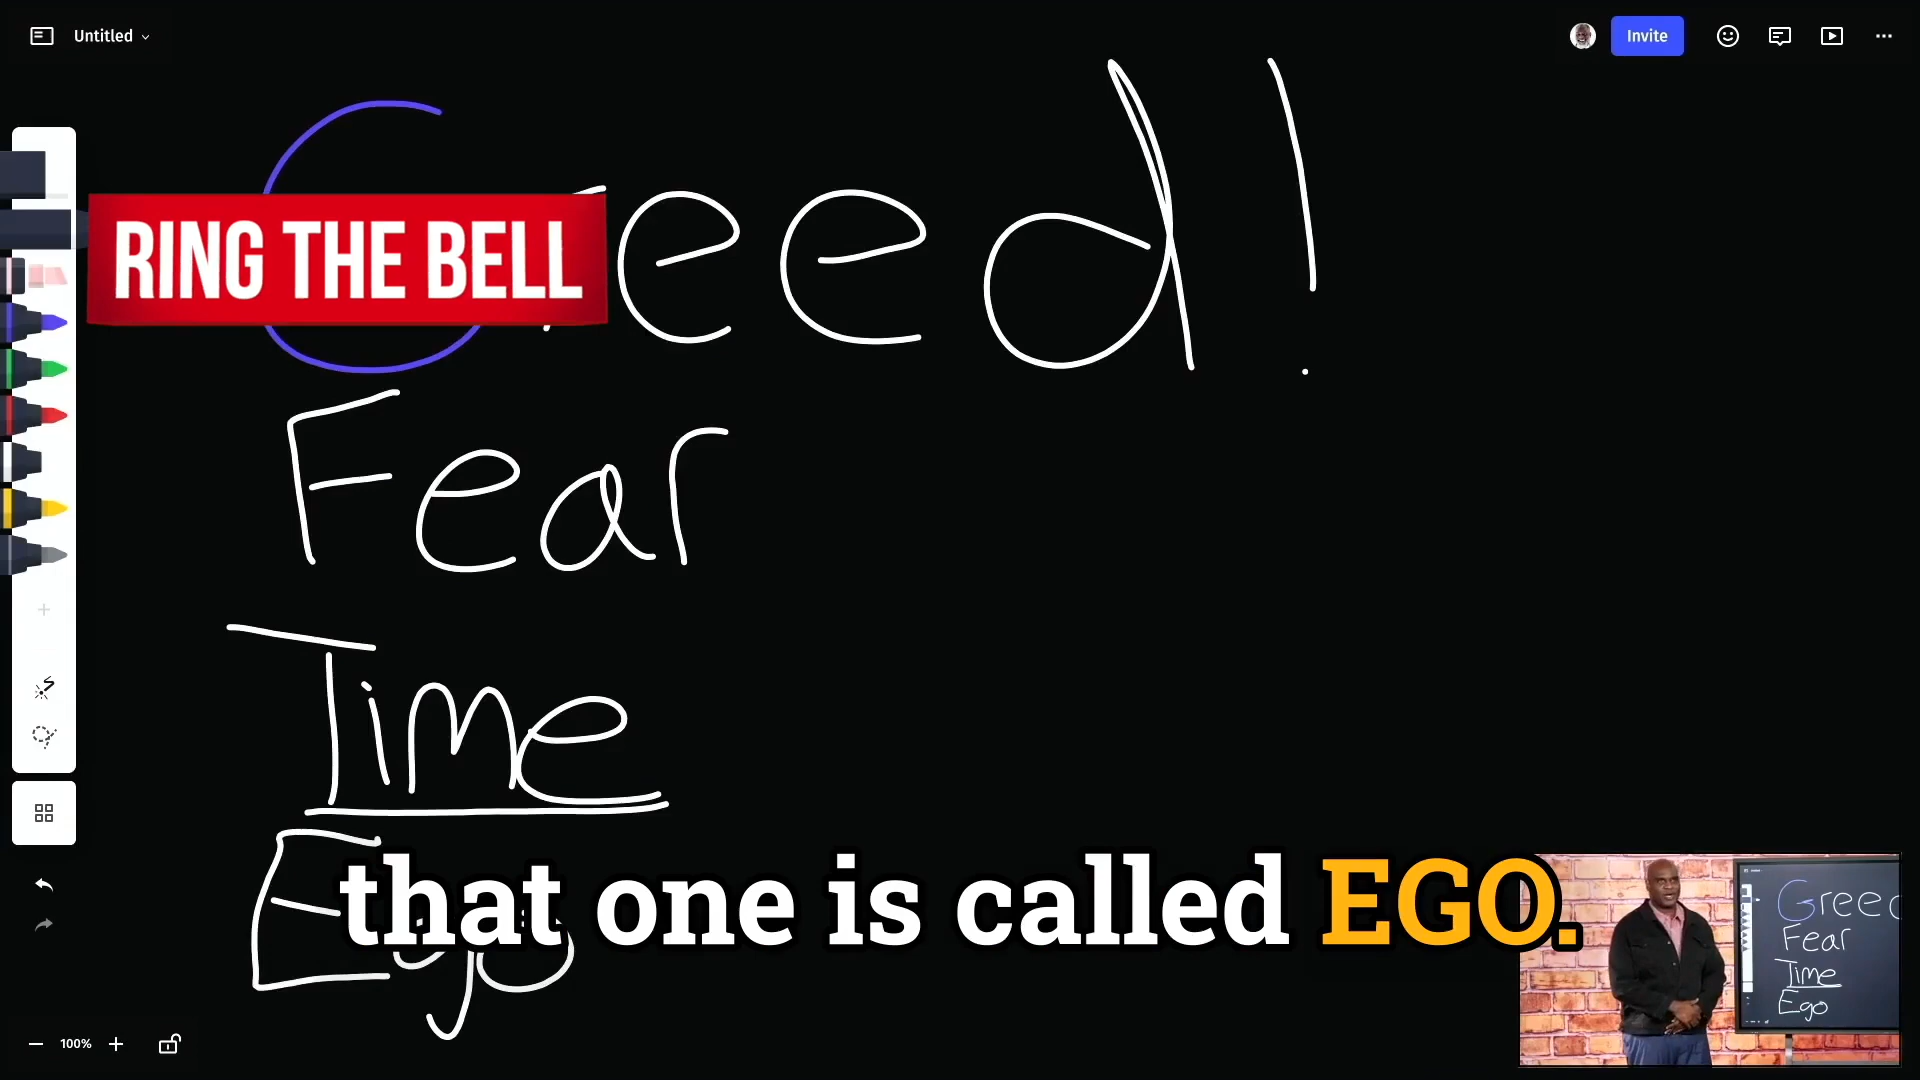 Untitled
Invite
Greed!
RING THE BELL
Fear
Time
Ego
that one is called EGO.
Greed
Fear
Time
Ego
100%